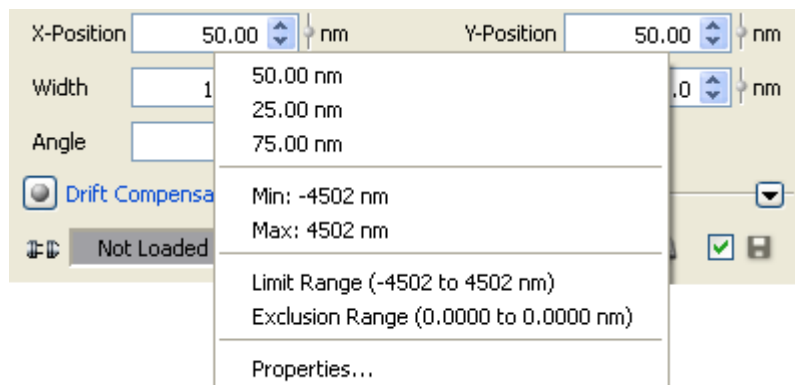 X-Position 50.00 nm Y-Position 50.00 nm
Width 1 .0 nm
Angle
Drift Compensa
Not Loaded
50.00 nm
25.00 nm
75.00 nm
Min: -4502 nm
Max: 4502 nm
Limit Range (-4502 to 4502 nm)
Exclusion Range (0.0000 to 0.0000 nm)
Properties...